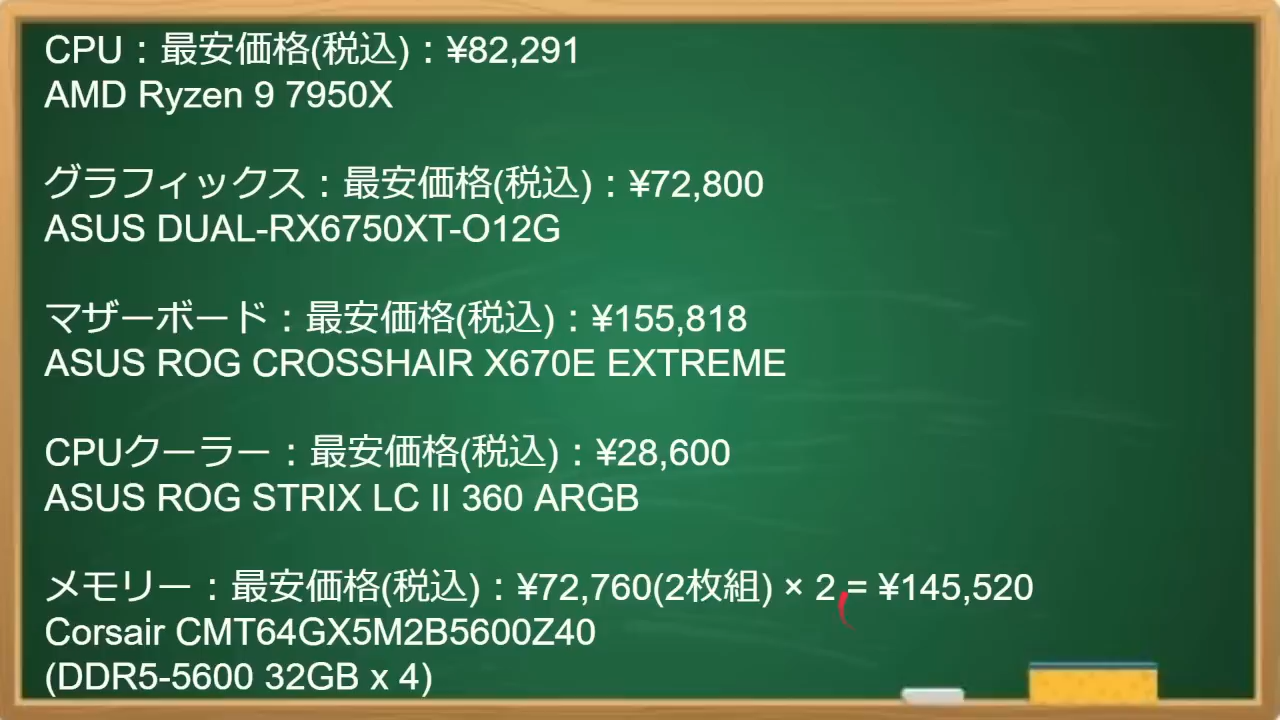 CPU：最安価格(税込)：¥82,291
AMD Ryzen 9 7950X
グラフィックス：最安価格(税込)：¥72,800
ASUS DUAL-RX6750XT-O12G
マザーボード：最安価格(税込)：¥155,818
ASUS ROG CROSSHAIR X670E EXTREME
CPUクーラー：最安価格(税込)：¥28,600
ASUS ROG STRIX LC II 360 ARGB
メモリー：最安価格(税込)：¥72,760(2枚組) × 2 = ¥145,520
Corsair CMT64GX5M2B5600Z40
(DDR5-5600 32GB x 4)